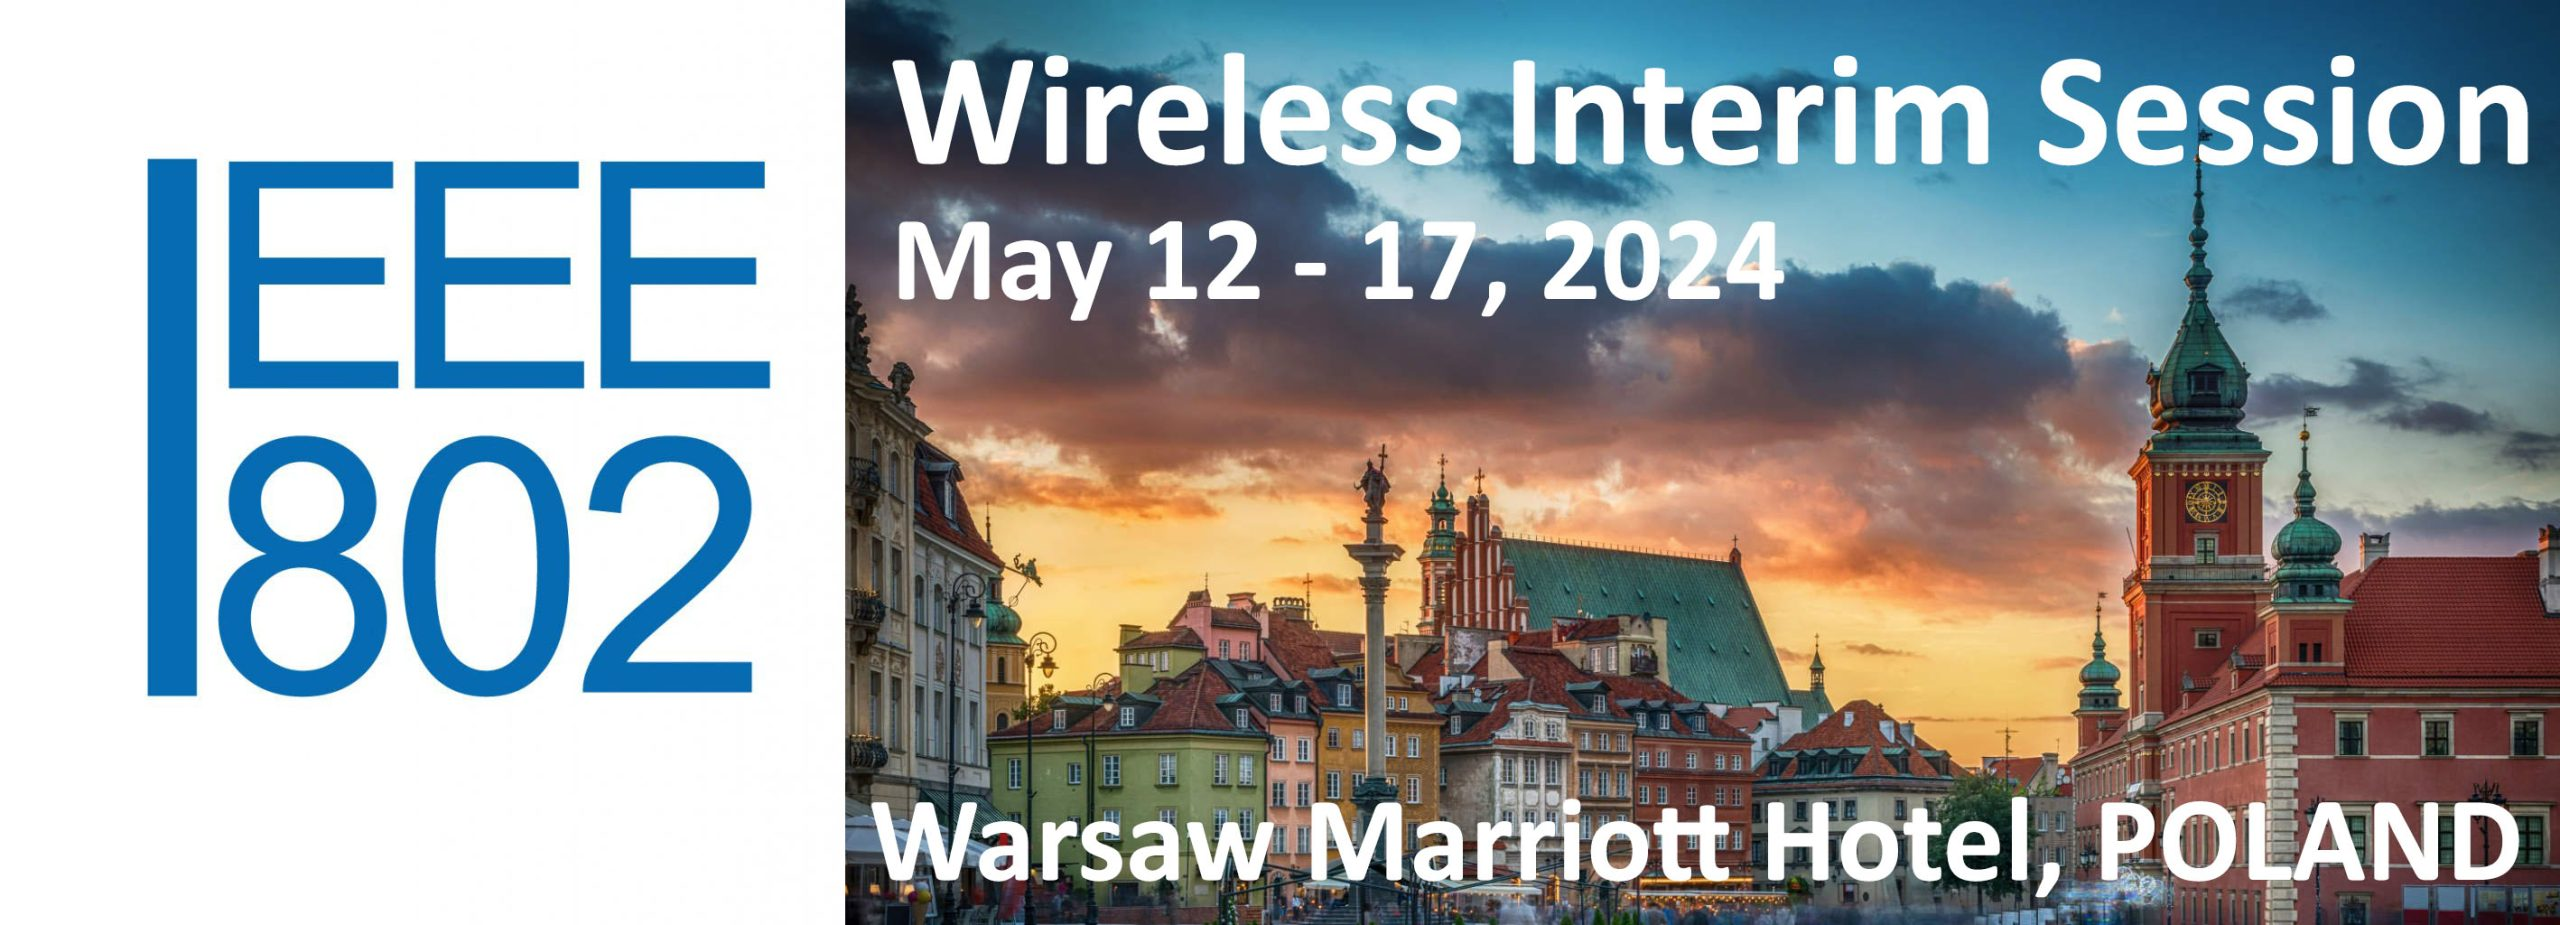 IEEE
802
Wireless Interim Session
May 12 - 17, 2024
Warsaw Marriott Hotel, POLAND